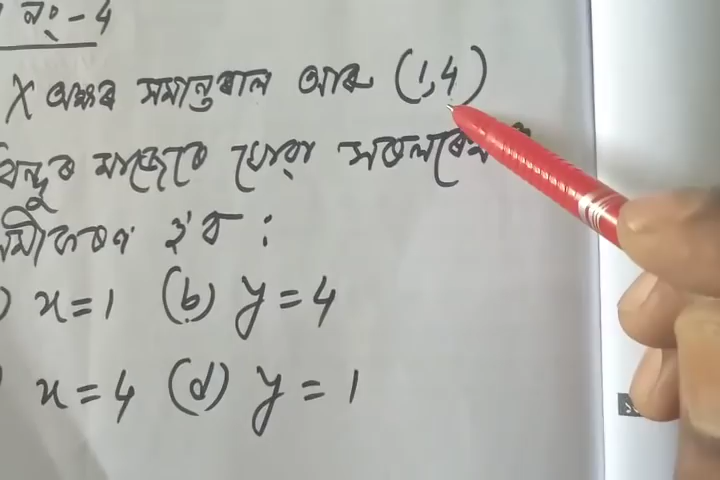 নং - 4
X অক্ষৰ সমান্তৰাল আৰু (1,4)
বিন্দুৰ মাজেৰে যোৱা সৰলৰেখাৰ
সমীকৰণ হ'ব :
) x=1 (b) y=4
) x=4 (d) y=1